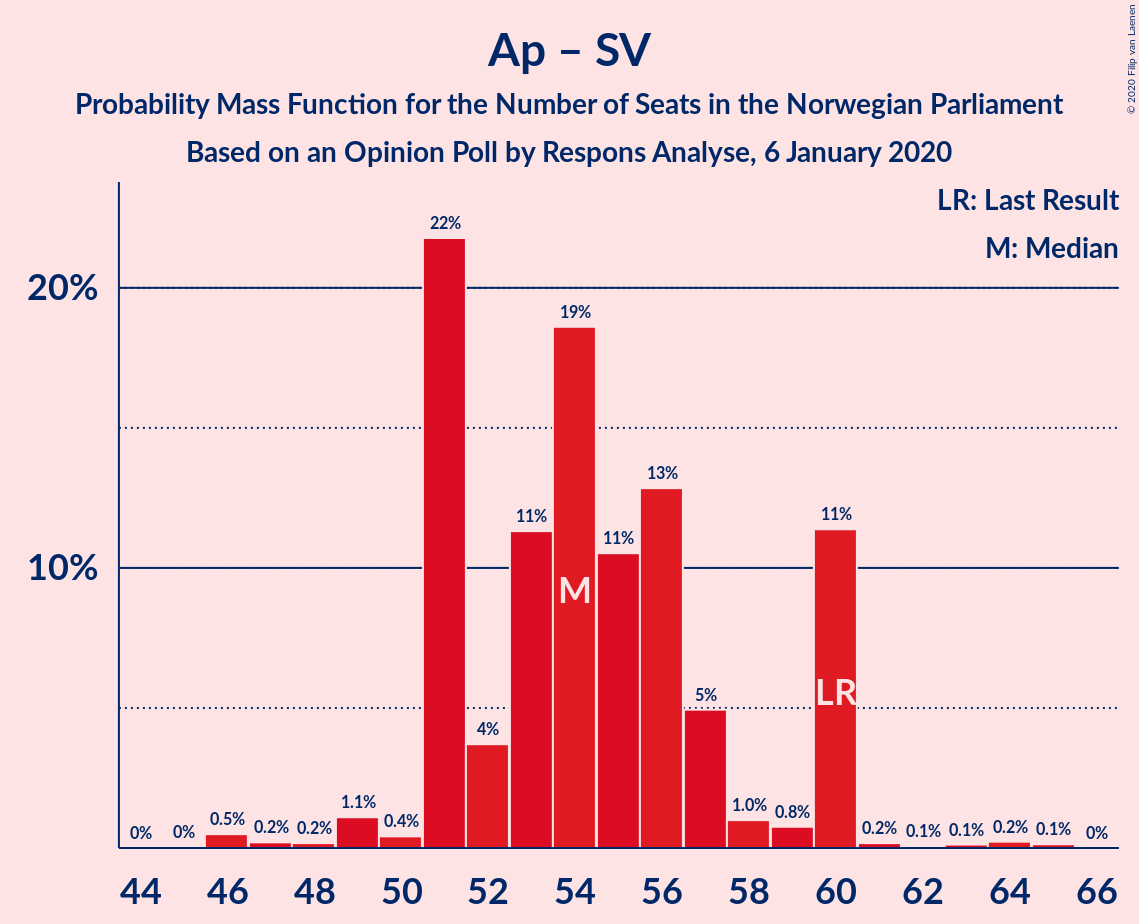 Ap – SV
Probability Mass Function for the Number of Seats in the Norwegian Parliament
Based on an Opinion Poll by Respons Analyse, 6 January 2020
© 2020 Filip van Laenen
LR: Last Result
M: Median
20%
10%
0%
0%
0.5%
0.2%
0.2%
1.1%
0.4%
22%
4%
11%
19%
11%
13%
5%
1.0%
0.8%
11%
0.2%
0.1%
0.1%
0.2%
0.1%
0%
M
LR
44 46 48 50 52 54 56 58 60 62 64 66